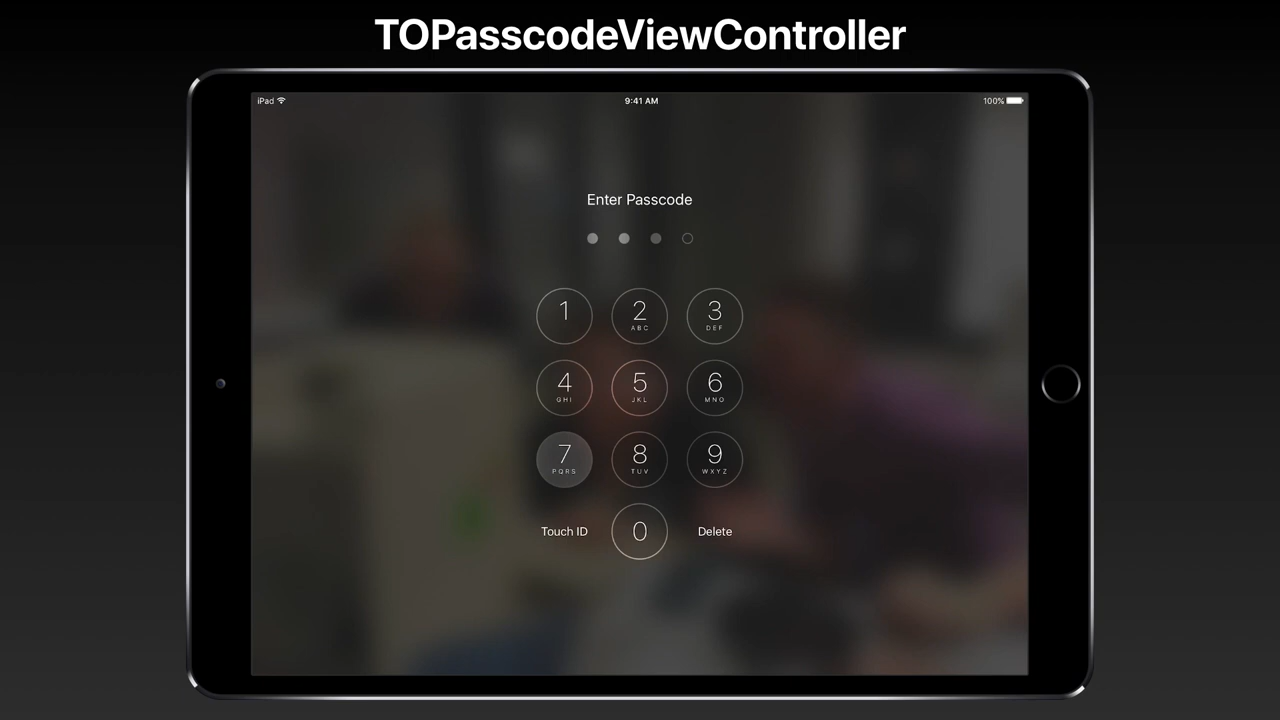 TOPasscodeViewController
iPad 9:41 AM 100%
Enter Passcode
1 2 3
ABC DEF
4 5 6
GHI JKL MNO
7 8 9
PQRS TUV WXYZ
Touch ID 0 Delete